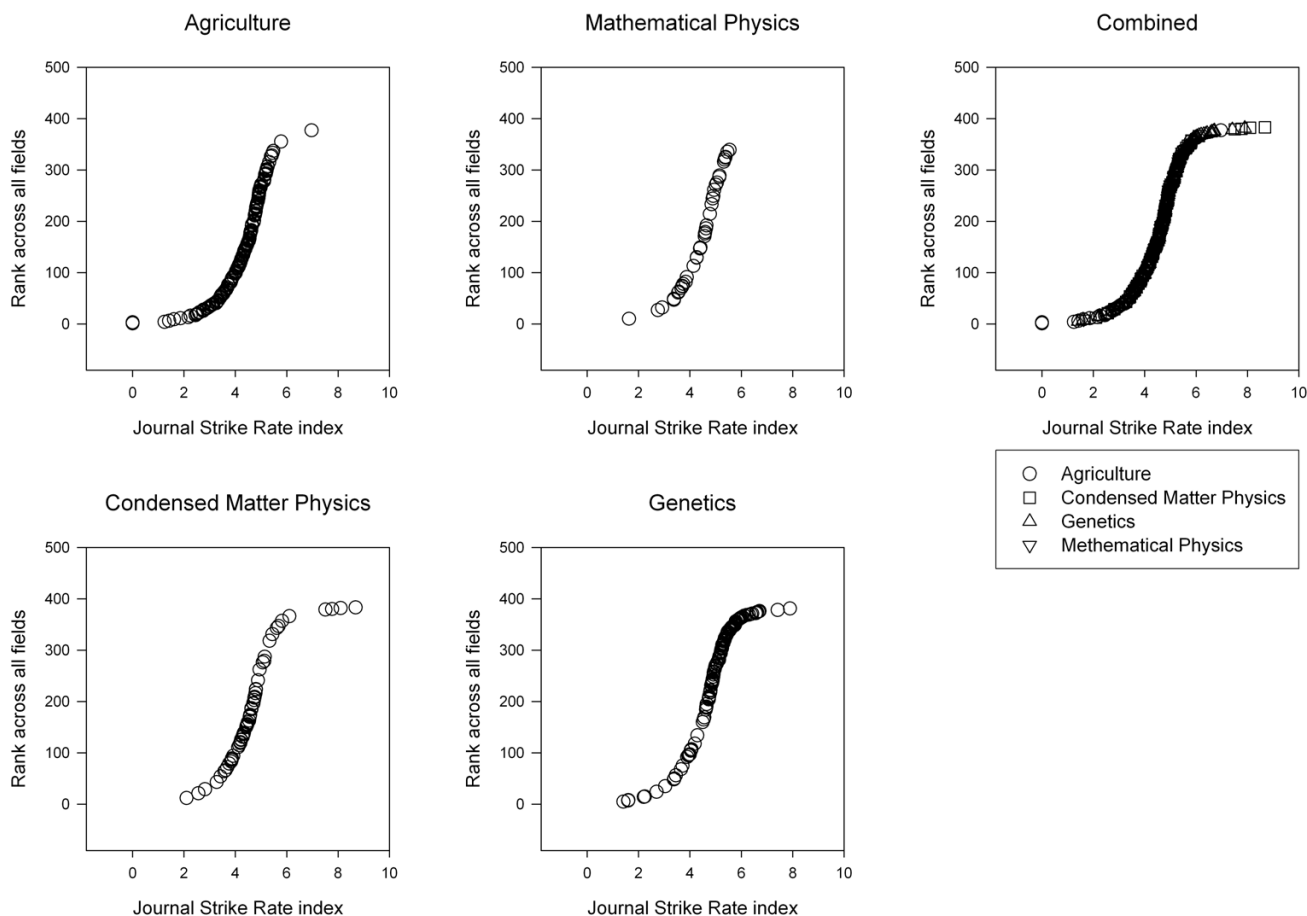 Agriculture
Mathematical Physics
Combined
Rank across all fields
500
400
300
200
100
0
0 2 4 6 8 10
Journal Strike Rate index
Rank across all fields
500
400
300
200
100
0
0 2 4 6 8 10
Journal Strike Rate index
Rank across all fields
500
400
300
200
100
0
0 2 4 6 8 10
Journal Strike Rate index
Agriculture
Condensed Matter Physics
Genetics
Methematical Physics
Condensed Matter Physics
Genetics
Rank across all fields
500
400
300
200
100
0
0 2 4 6 8 10
Journal Strike Rate index
Rank across all fields
500
400
300
200
100
0
0 2 4 6 8 10
Journal Strike Rate index